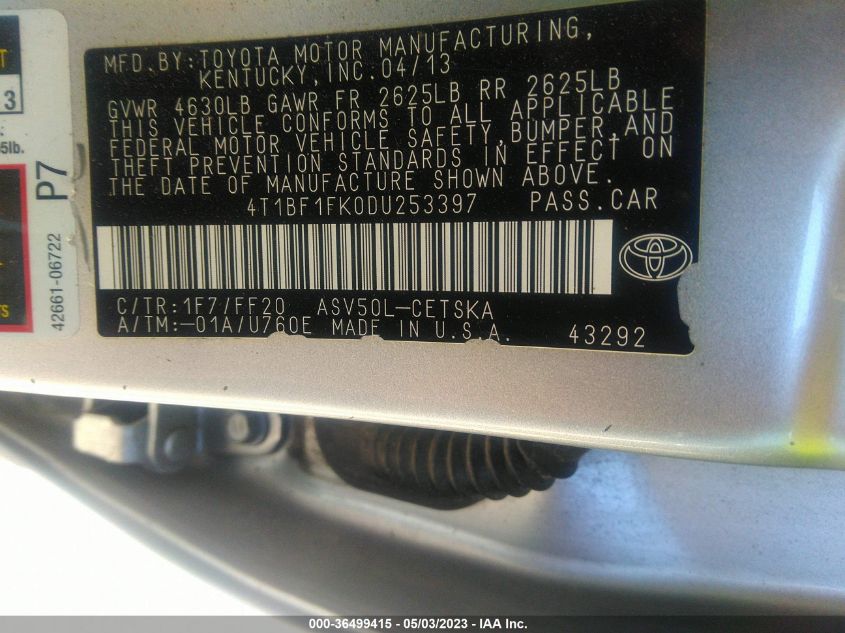 MFD. BY: TOYOTA MOTOR MANUFACTURING,
KENTUCKY, INC. 04/13
GVWR 4630LB GAWR FR 2625LB RR 2625LB
THIS VEHICLE CONFORMS TO ALL APPLICABLE
FEDERAL MOTOR VEHICLE SAFETY, BUMPER, AND
THEFT PREVENTION STANDARDS IN EFFECT ON
THE DATE OF MANUFACTURE SHOWN ABOVE.
4T1BF1FK0DU253397 PASS. CAR
C/TR: 1F7/FF20 ASV50L-CETSKA
A/TM: -01A/U760E MADE IN U.S.A. 43292
TOYOTA
3
5lb.
P7
42661-06722
000-36499415 - 05/03/2023 - IAA Inc.